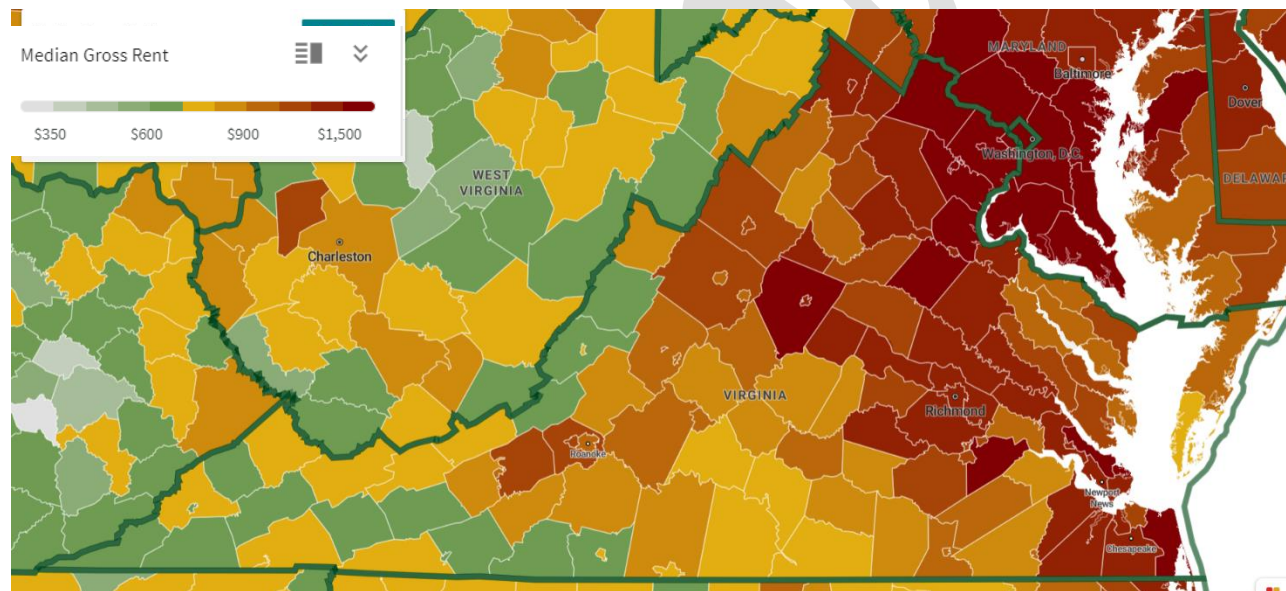 Median Gross Rent
$350 $600 $900 $1,500
MARYLAND
Baltimore
Dover
Washington, D.C.
WEST
VIRGINIA
DELAWAR
Charleston
VIRGINIA
Richmond
Roanoke
Newport
News
Chesapeake